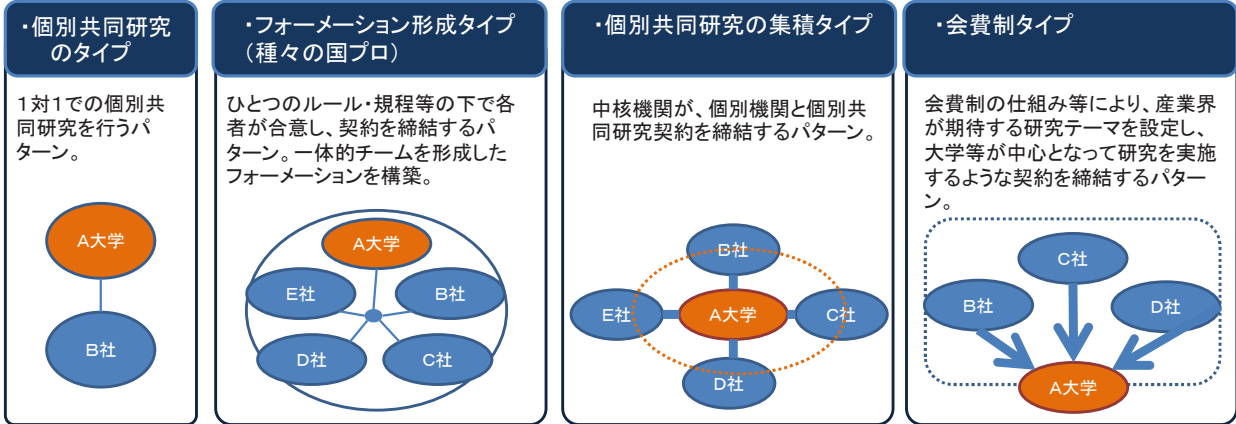 ・個別共同研究
のタイプ
1対1での個別共
同研究を行うパ
ターン。
A大学
B社
・フォーメーション形成タイプ
(種々の国プロ)
ひとつのルール・規程等の下で各
者が合意し、契約を締結するパ
ターン。一体的チームを形成した
フォーメーションを構築。
A大学
E社
B社
D社
C社
・個別共同研究の集積タイプ
中核機関が、個別機関と個別共
同研究契約を締結するパターン。
B社
E社
A大学
C社
D社
・会費制タイプ
会費制の仕組み等により、産業界
が期待する研究テーマを設定し、
大学等が中心となって研究を実施
するような契約を締結するパター
ン。
C社
B社
D社
A大学